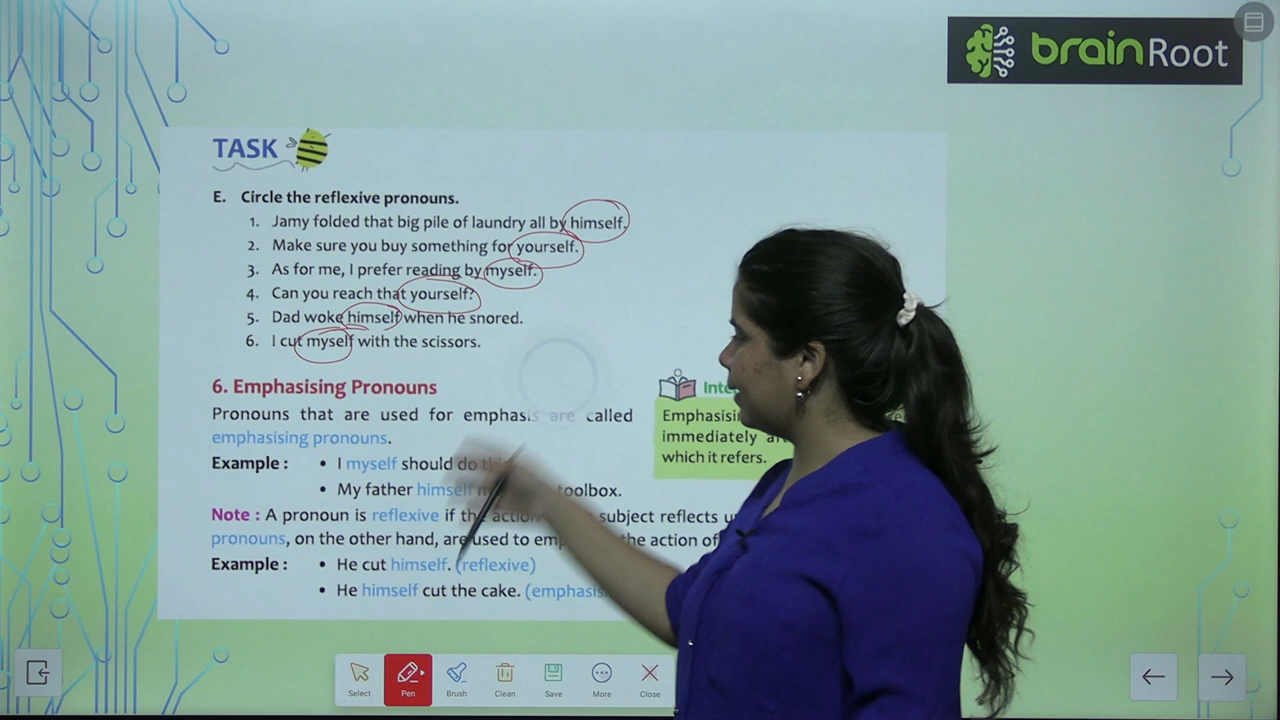 brainRoot
TASK
E. Circle the reflexive pronouns.
1. Jamy folded that big pile of laundry all by himself.
2. Make sure you buy something for yourself.
3. As for me, I prefer reading by myself.
4. Can you reach that yourself?
5. Dad woke himself when he snored.
6. I cut myself with the scissors.
6. Emphasising Pronouns
Pronouns that are used for emphasis are called
emphasising pronouns.
Example : • I myself should do
• My father himself toolbox.
Note : A pronoun is reflexive if the action subject reflects
pronouns, on the other hand, are used to the action of
Example : • He cut himself. (reflexive)
• He himself cut the cake.
immediately
which it refers.
Select
Pen
Brush
Clean
Save
More
Close